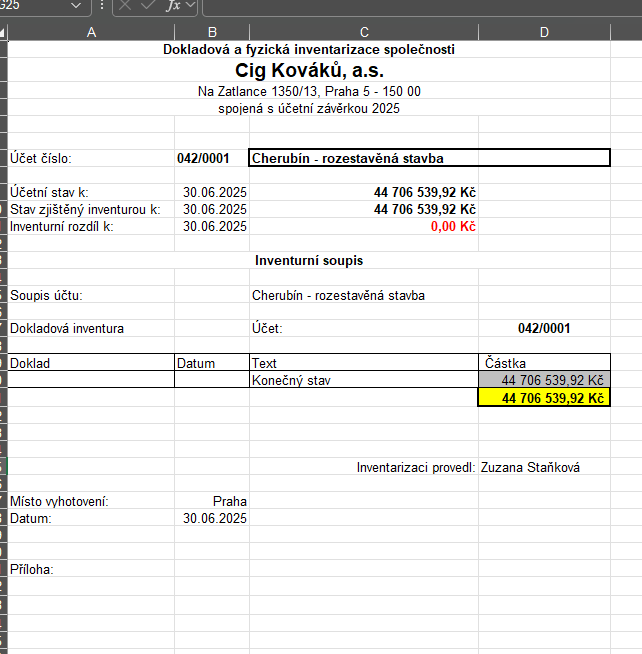 G25
fx
A B C D
Dokladová a fyzická inventarizace společnosti
Cig Kováků, a.s.
Na Zatlance 1350/13, Praha 5 - 150 00
spojená s účetní závěrkou 2025
Účet číslo: 042/0001 Cherubín - rozestavěná stavba
Účetní stav k: 30.06.2025 44 706 539,92 Kč
Stav zjištěný inventurou k: 30.06.2025 44 706 539,92 Kč
Inventurní rozdíl k: 30.06.2025 0,00 Kč
Inventurní soupis
Soupis účtu: Cherubín - rozestavěná stavba
Dokladová inventura Účet: 042/0001
Doklad Datum Text Částka
Konečný stav 44 706 539,92 Kč
44 706 539,92 Kč
Inventarizaci provedl: Zuzana Staňková
Místo vyhotovení: Praha
Datum: 30.06.2025
Příloha: